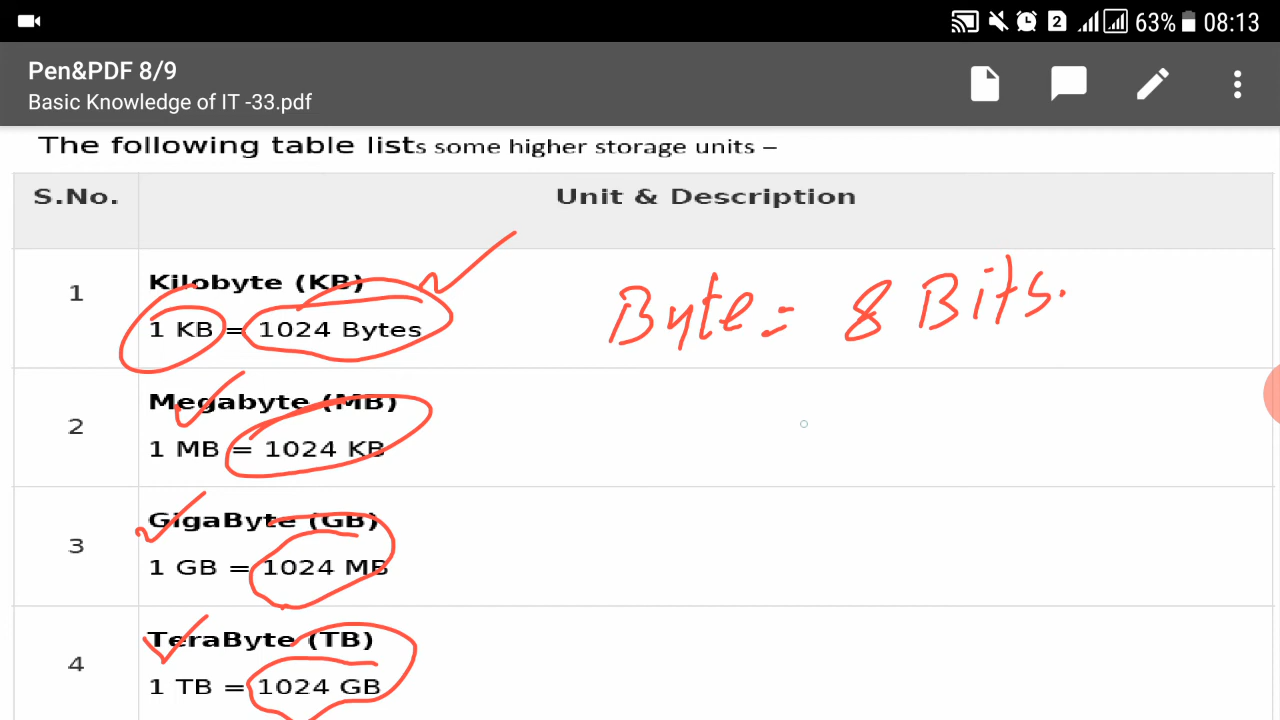 2 63% 08:13
Pen&PDF 8/9
Basic Knowledge of IT -33.pdf
The following table lists some higher storage units –
S.No. Unit & Description
1 Kilobyte (KB)
1 KB = 1024 Bytes
Byte = 8 Bits.
2 Megabyte (MB)
1 MB = 1024 KB
3 GigaByte (GB)
1 GB = 1024 MB
4 TeraByte (TB)
1 TB = 1024 GB